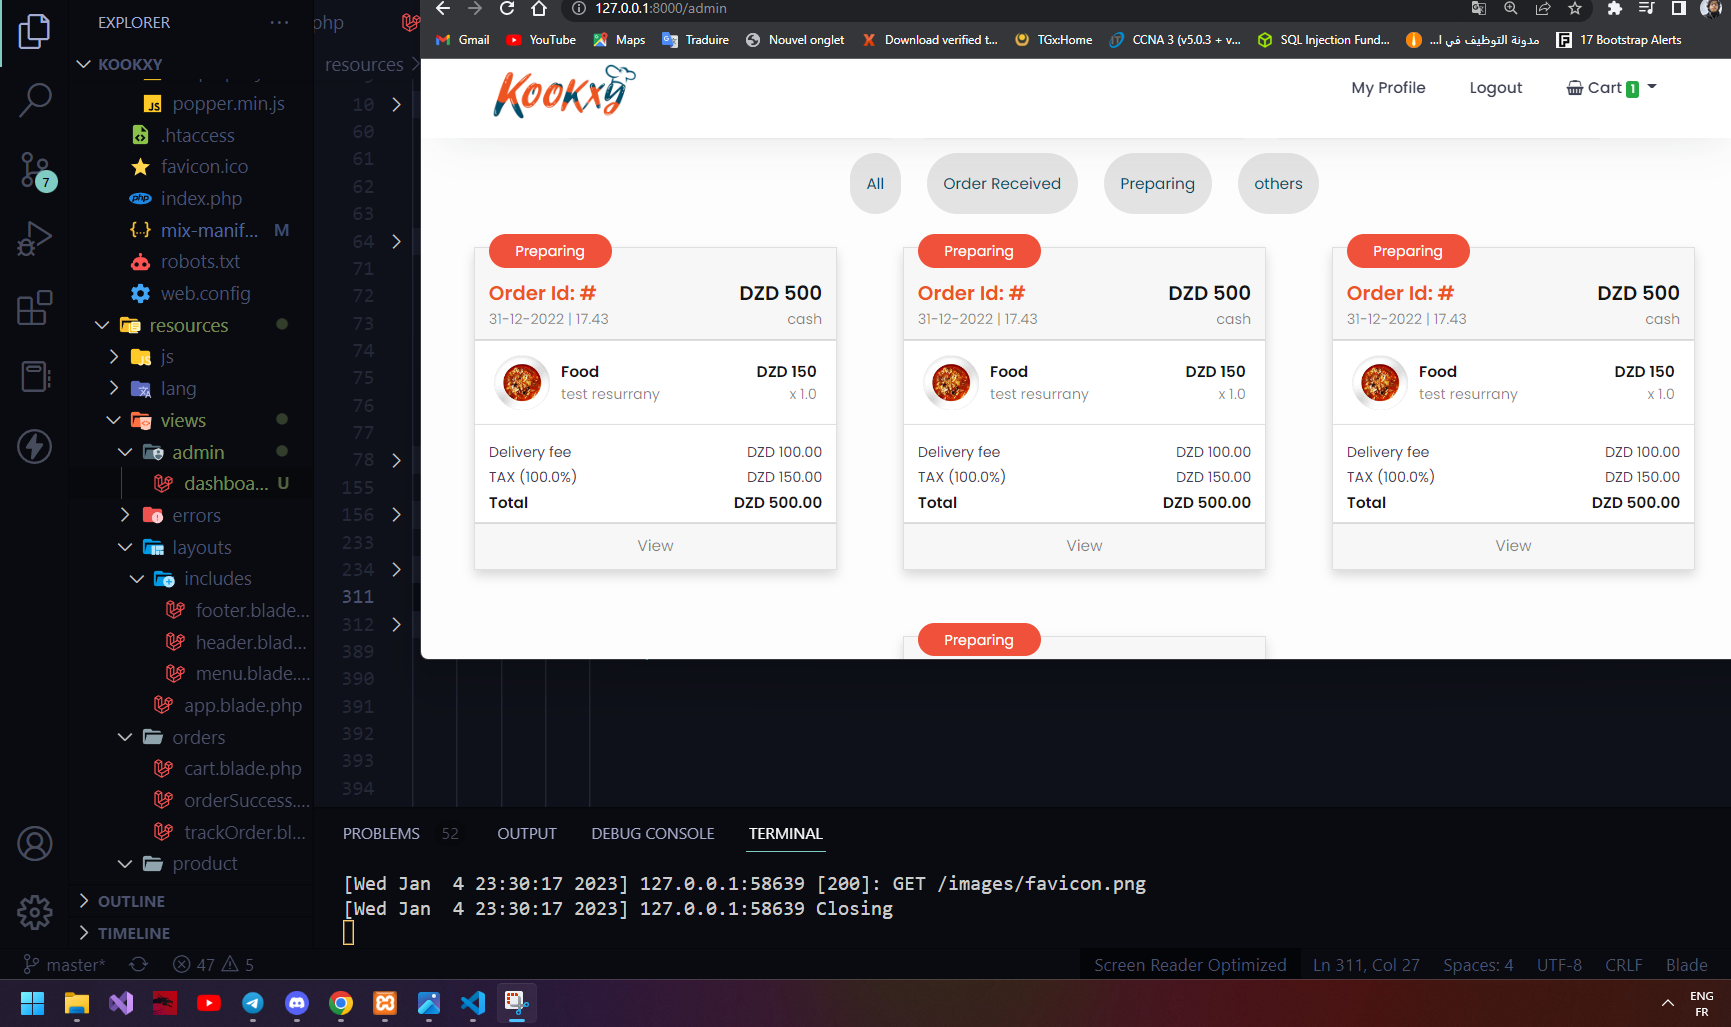 EXPLORER
KOOKXY
popper.min.js
.htaccess
favicon.ico
index.php
mix-manif... M
robots.txt
web.config
resources
js
lang
views
admin
dashboa... U
errors
layouts
includes
footer.blade...
header.blad...
menu.blade....
app.blade.php
orders
cart.blade.php
orderSuccess....
trackOrder.bl...
product
OUTLINE
TIMELINE
7
php
resources
10
60
61
62
63
64
71
72
73
74
75
76
77
78
155
156
233
234
311
312
389
390
391
392
393
394
127.0.0.1:8000/admin
Gmail YouTube Maps Traduire Nouvel onglet Download verified t... TGx:Home CCNA 3 (v5.0.3 + v... SQL Injection Fund... مدونة التوظيف في ا... 17 Bootstrap Alerts
Kookxy
My Profile Logout Cart 1
All Order Received Preparing others
Preparing
Order Id: # DZD 500
31-12-2022 | 17.43 cash
Food DZD 150
test resurrany x 1.0
Delivery fee DZD 100.00
TAX (100.0%) DZD 150.00
Total DZD 500.00
View
Preparing
Order Id: # DZD 500
31-12-2022 | 17.43 cash
Food DZD 150
test resurrany x 1.0
Delivery fee DZD 100.00
TAX (100.0%) DZD 150.00
Total DZD 500.00
View
Preparing
Order Id: # DZD 500
31-12-2022 | 17.43 cash
Food DZD 150
test resurrany x 1.0
Delivery fee DZD 100.00
TAX (100.0%) DZD 150.00
Total DZD 500.00
View
Preparing
PROBLEMS 52 OUTPUT DEBUG CONSOLE TERMINAL
[Wed Jan  4 23:30:17 2023] 127.0.0.1:58639 [200]: GET /images/favicon.png
[Wed Jan  4 23:30:17 2023] 127.0.0.1:58639 Closing
master* 47 5
Screen Reader Optimized Ln 311, Col 27 Spaces: 4 UTF-8 CRLF Blade
ENG
FR